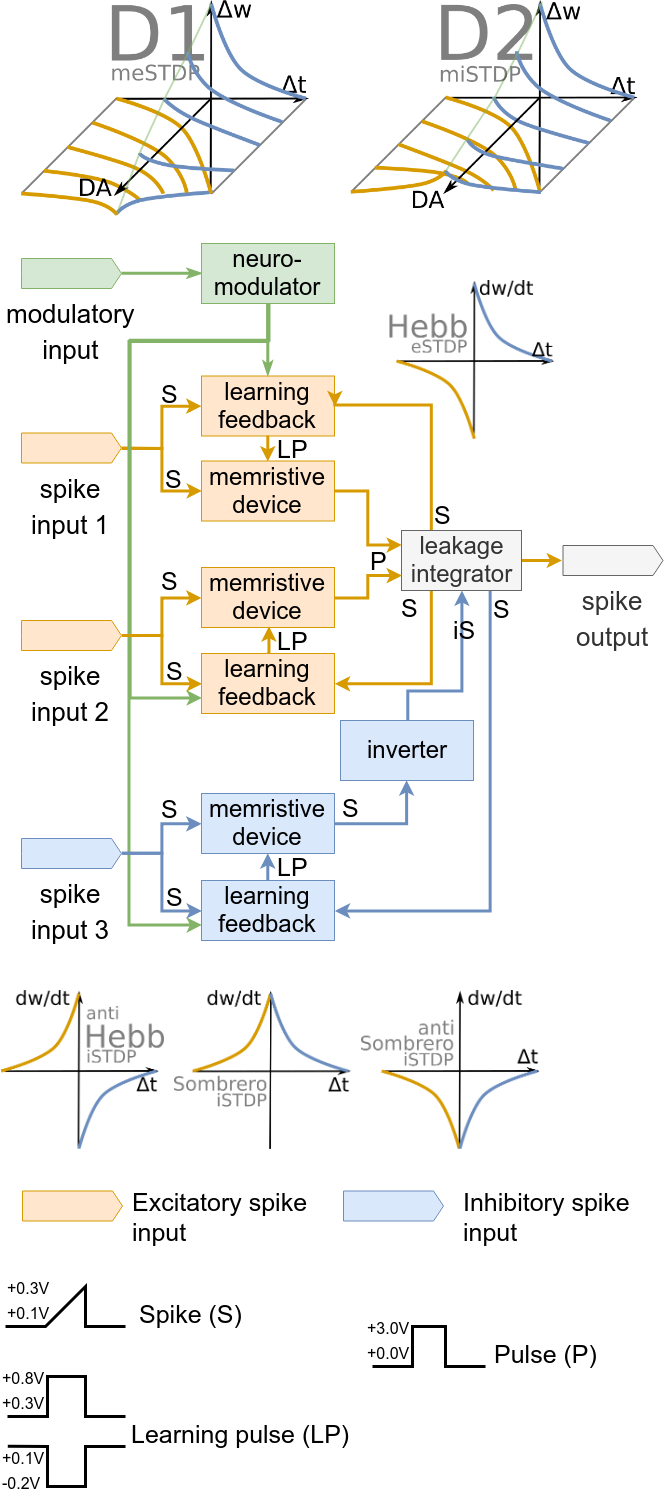 D1
meSTDP
Δw
Δt
DA
D2
miSTDP
Δw
Δt
DA
neuro-
modulator
modulatory
input
dw/dt
Hebb
eSTDP
Δt
S
learning
feedback
LP
S
memristive
device
spike
input 1
S
leakage
integrator
P
spike
output
S
memristive
device
S
S
iS
LP
S
learning
feedback
spike
input 2
inverter
S
memristive
device
S
LP
S
learning
feedback
spike
input 3
dw/dt
anti
Hebb
iSTDP
Δt
dw/dt
Sombrero
iSTDP
Δt
dw/dt
anti
Sombrero
iSTDP
Δt
Excitatory spike
input
Inhibitory spike
input
+0.3V
+0.1V
Spike (S)
+3.0V
+0.0V
Pulse (P)
+0.8V
+0.3V
Learning pulse (LP)
+0.1V
-0.2V